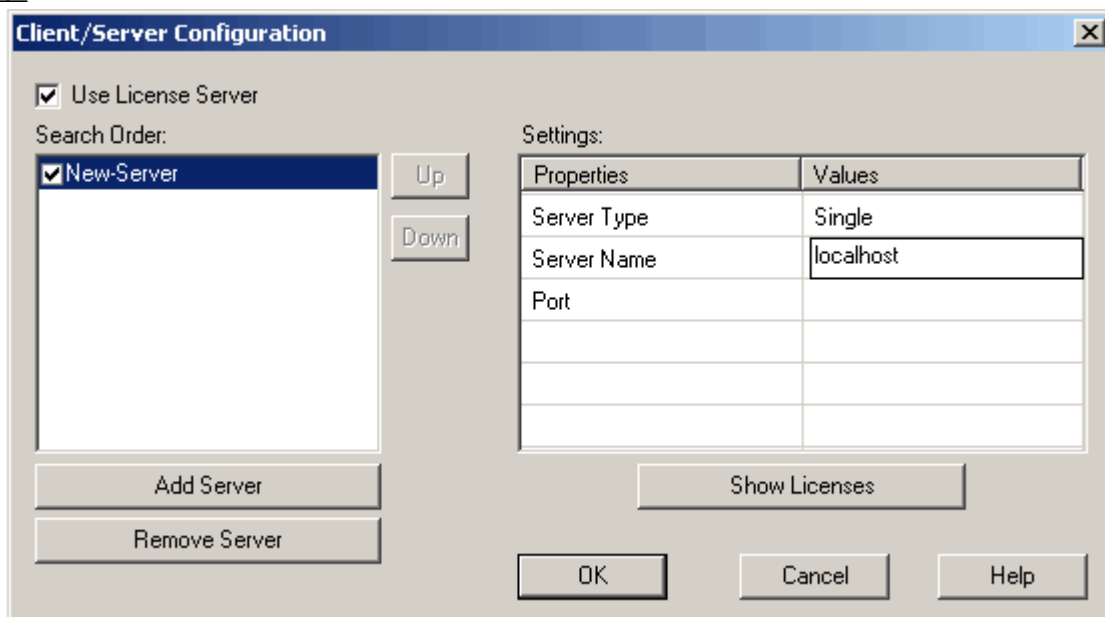 Client/Server Configuration
Use License Server
Search Order:
New-Server
Up
Down
Add Server
Remove Server
Settings:
Properties Values
Server Type Single
Server Name localhost
Port
Show Licenses
OK Cancel Help